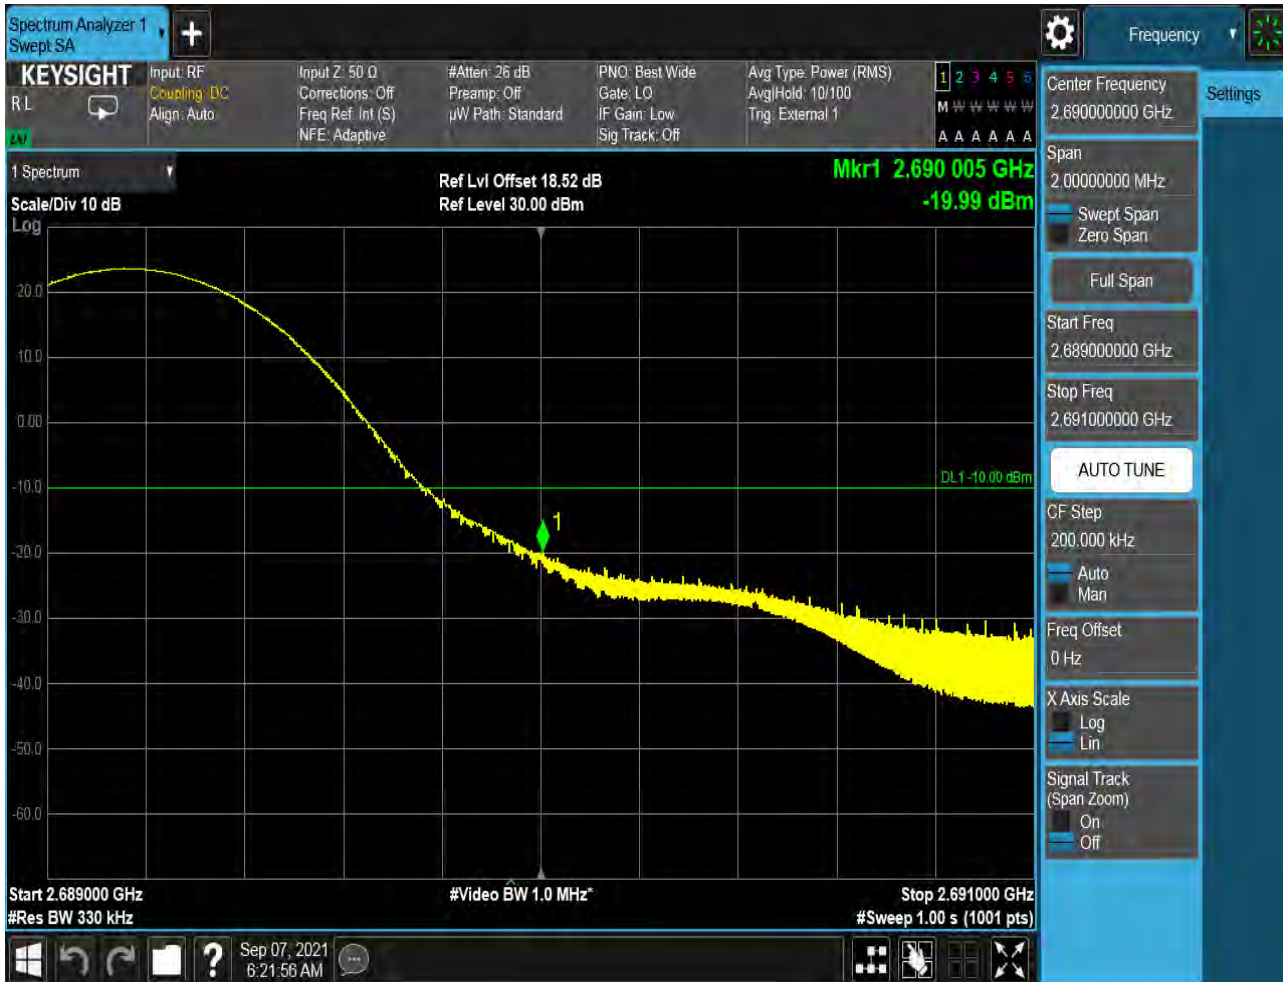 Spectrum Analyzer 1
Swept SA
+
Frequency
KEYSIGHT
R L
LXI
Input: RF
Coupling: DC
Align: Auto
Input Z: 50 Ω
Corrections: Off
Freq Ref: Int (S)
NFE: Adaptive
#Atten: 26 dB
Preamp: Off
µW Path: Standard
PNO: Best Wide
Gate: LO
IF Gain: Low
Sig Track: Off
Avg Type: Power (RMS)
Avg|Hold: 10/100
Trig: External 1
1 2 3 4 5 6
M W W W W W
A A A A A A
1 Spectrum
Scale/Div 10 dB
Log
Ref Lvl Offset 18.52 dB
Ref Level 30.00 dBm
Mkr1 2.690 005 GHz
-19.99 dBm
20.0
10.0
0.00
-10.0
-20.0
-30.0
-40.0
-50.0
-60.0
DL1 -10.00 dBm
1
Start 2.689000 GHz
#Res BW 330 kHz
#Video BW 1.0 MHz*
Stop 2.691000 GHz
#Sweep 1.00 s (1001 pts)
?
Sep 07, 2021
6:21:56 AM
Center Frequency
2.690000000 GHz
Settings
Span
2.00000000 MHz
Swept Span
Zero Span
Full Span
Start Freq
2.689000000 GHz
Stop Freq
2.691000000 GHz
AUTO TUNE
CF Step
200.000 kHz
Auto
Man
Freq Offset
0 Hz
X Axis Scale
Log
Lin
Signal Track
(Span Zoom)
On
Off